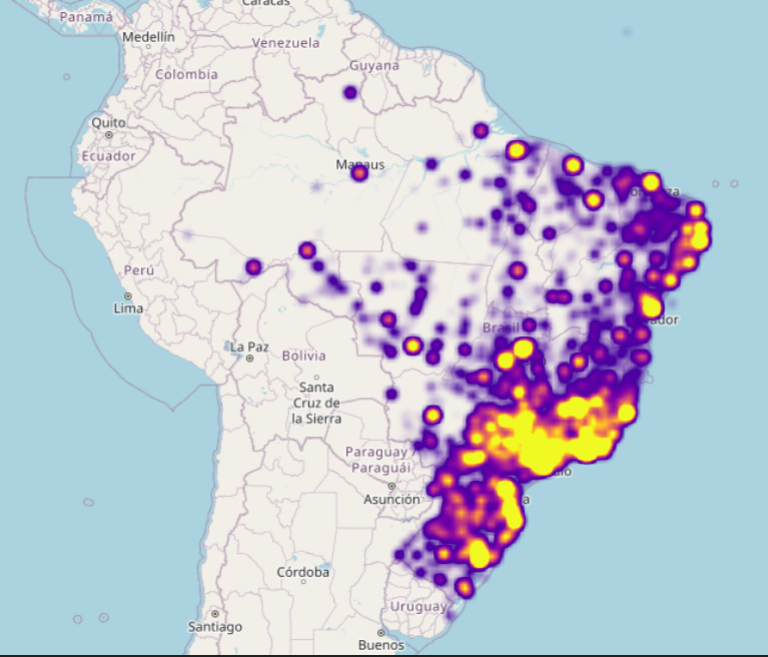 Caracas
Panamá
Medellín
Venezuela
Guyana
Colombia
Quito
Ecuador
Manaus
Perú
Lima
Brasil
La Paz
Bolivia
Santa
Cruz de
la Sierra
Paraguay
Paraguái
Asunción
Córdoba
Uruguay
Santiago
Buenos